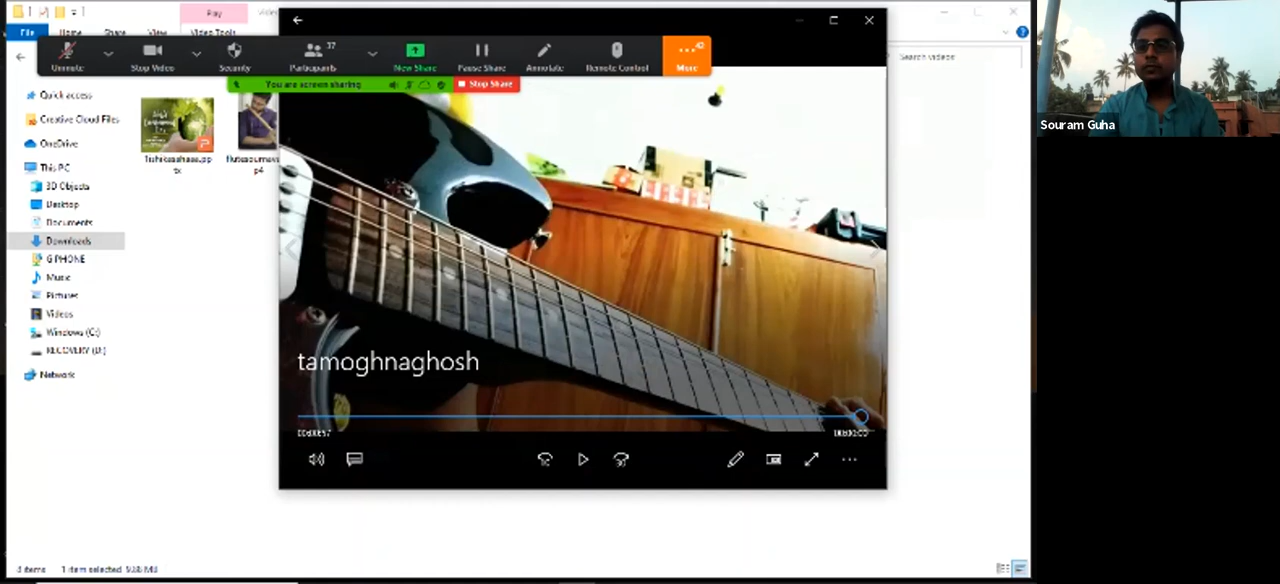 Play
File
Home
Share
View
Video Tools
Unmute
Stop Video
Security
Participants
37
New Share
Pause Share
Annotate
Remote Control
More
You are screen sharing
Stop Share
Search videos
Souram Guha
Quick access
Creative Cloud Files
OneDrive
This PC
3D Objects
Desktop
Documents
Downloads
G PHONE
Music
Pictures
Videos
Windows (C:)
RECOVERY (D:)
Network
tamoghnaghosh
10
30
1 item selected